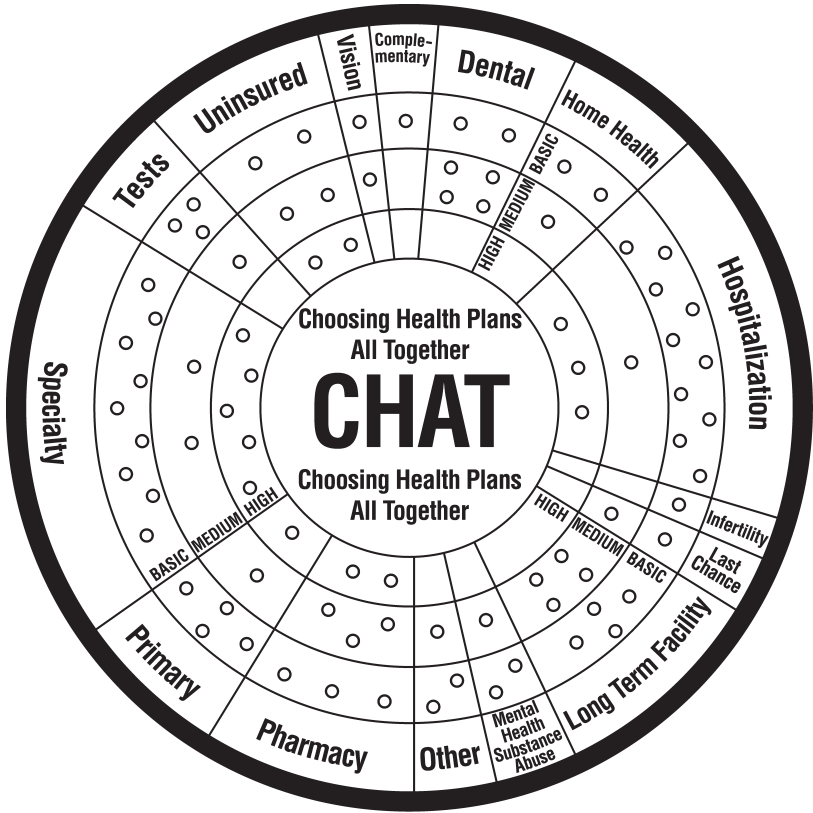 Choosing Health Plans
All Together
CHAT
Choosing Health Plans
All Together
Vision
Comple-
mentary
Dental
Home Health
Hospitalization
Infertility
Last
Chance
Long Term Facility
Mental
Health
Substance
Abuse
Other
Pharmacy
Primary
Specialty
Tests
Uninsured
BASIC
MEDIUM
HIGH
HIGH
MEDIUM
BASIC
BASIC
MEDIUM
HIGH